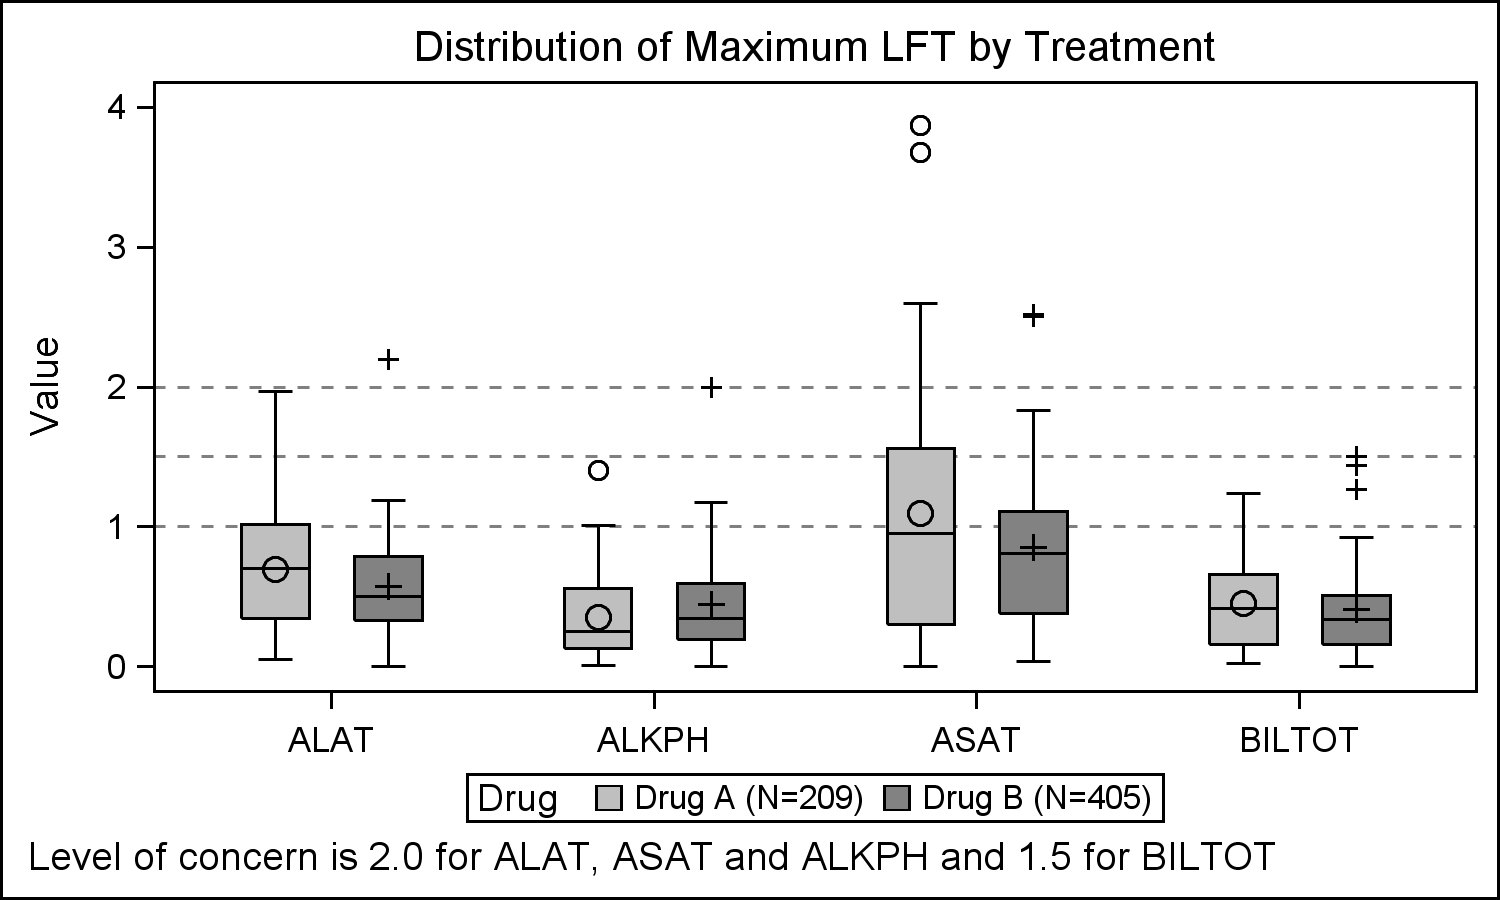 Distribution of Maximum LFT by Treatment
4
3
2
1
0
Value
ALAT ALKPH ASAT BILTOT
Drug Drug A (N=209) Drug B (N=405)
Level of concern is 2.0 for ALAT, ASAT and ALKPH and 1.5 for BILTOT